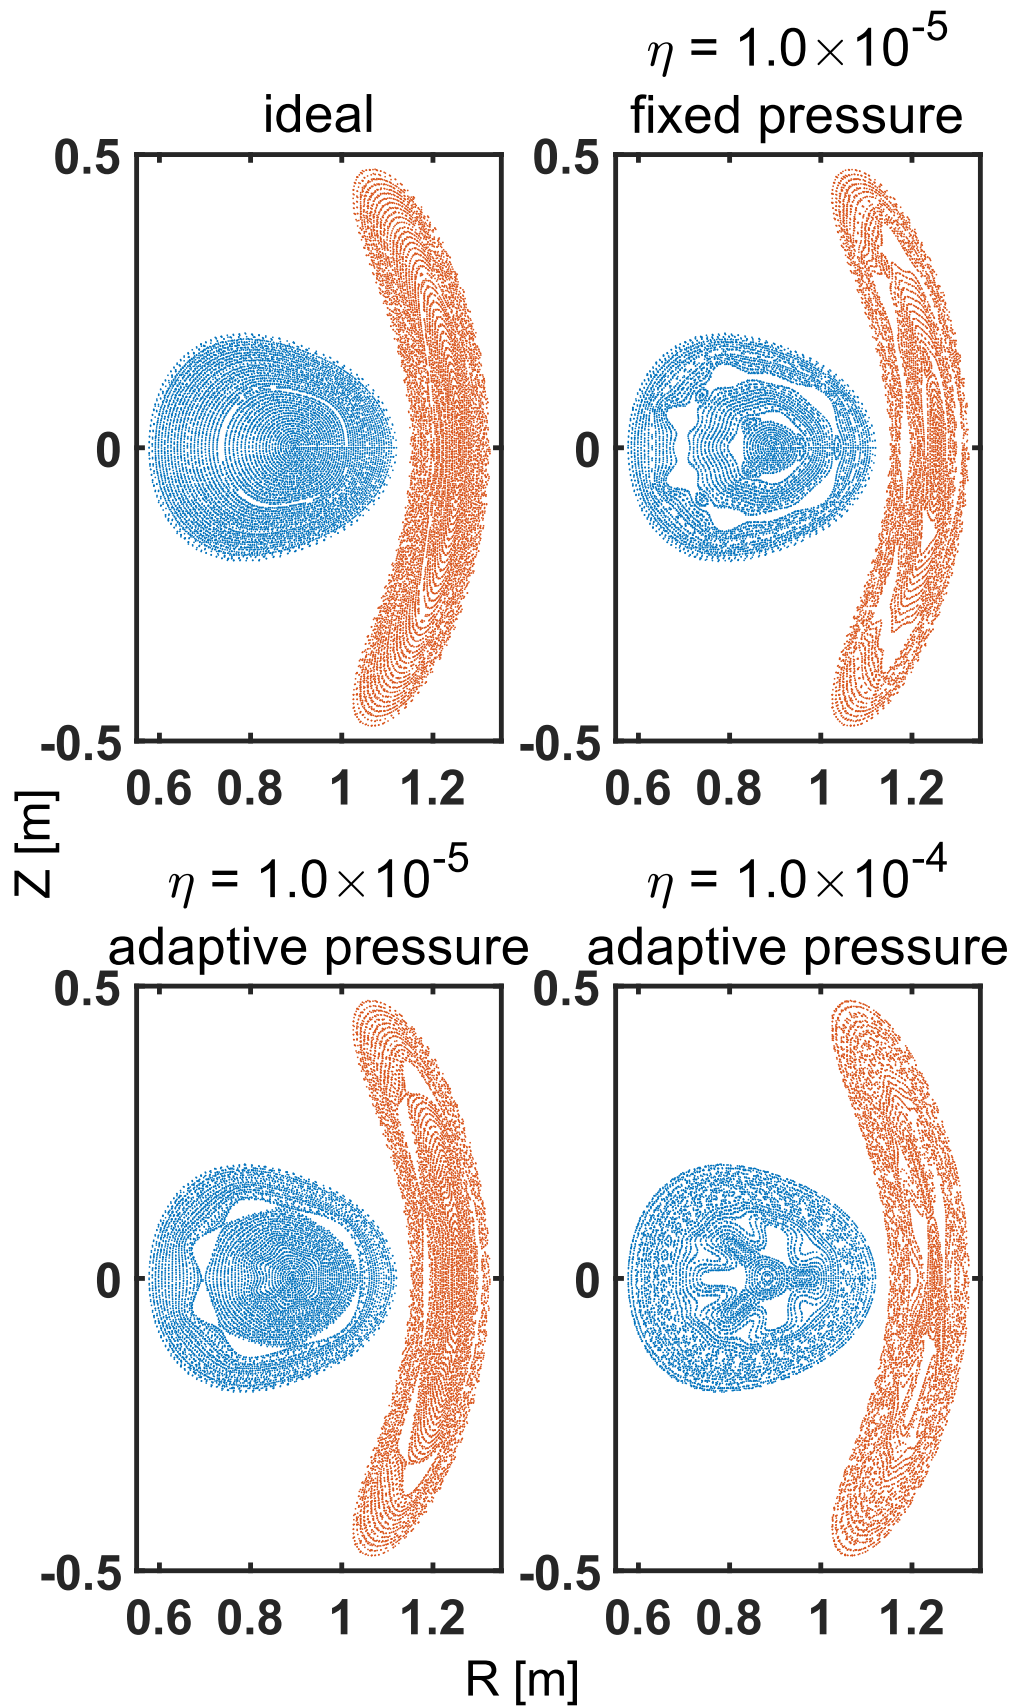 ideal
η = 1.0×10⁻⁵
fixed pressure
0.5
0
-0.5
0.6 0.8 1 1.2
0.5
0
-0.5
0.6 0.8 1 1.2
Z [m]
η = 1.0×10⁻⁵
adaptive pressure
η = 1.0×10⁻⁴
adaptive pressure
0.5
0
-0.5
0.6 0.8 1 1.2
0.5
0
-0.5
0.6 0.8 1 1.2
R [m]